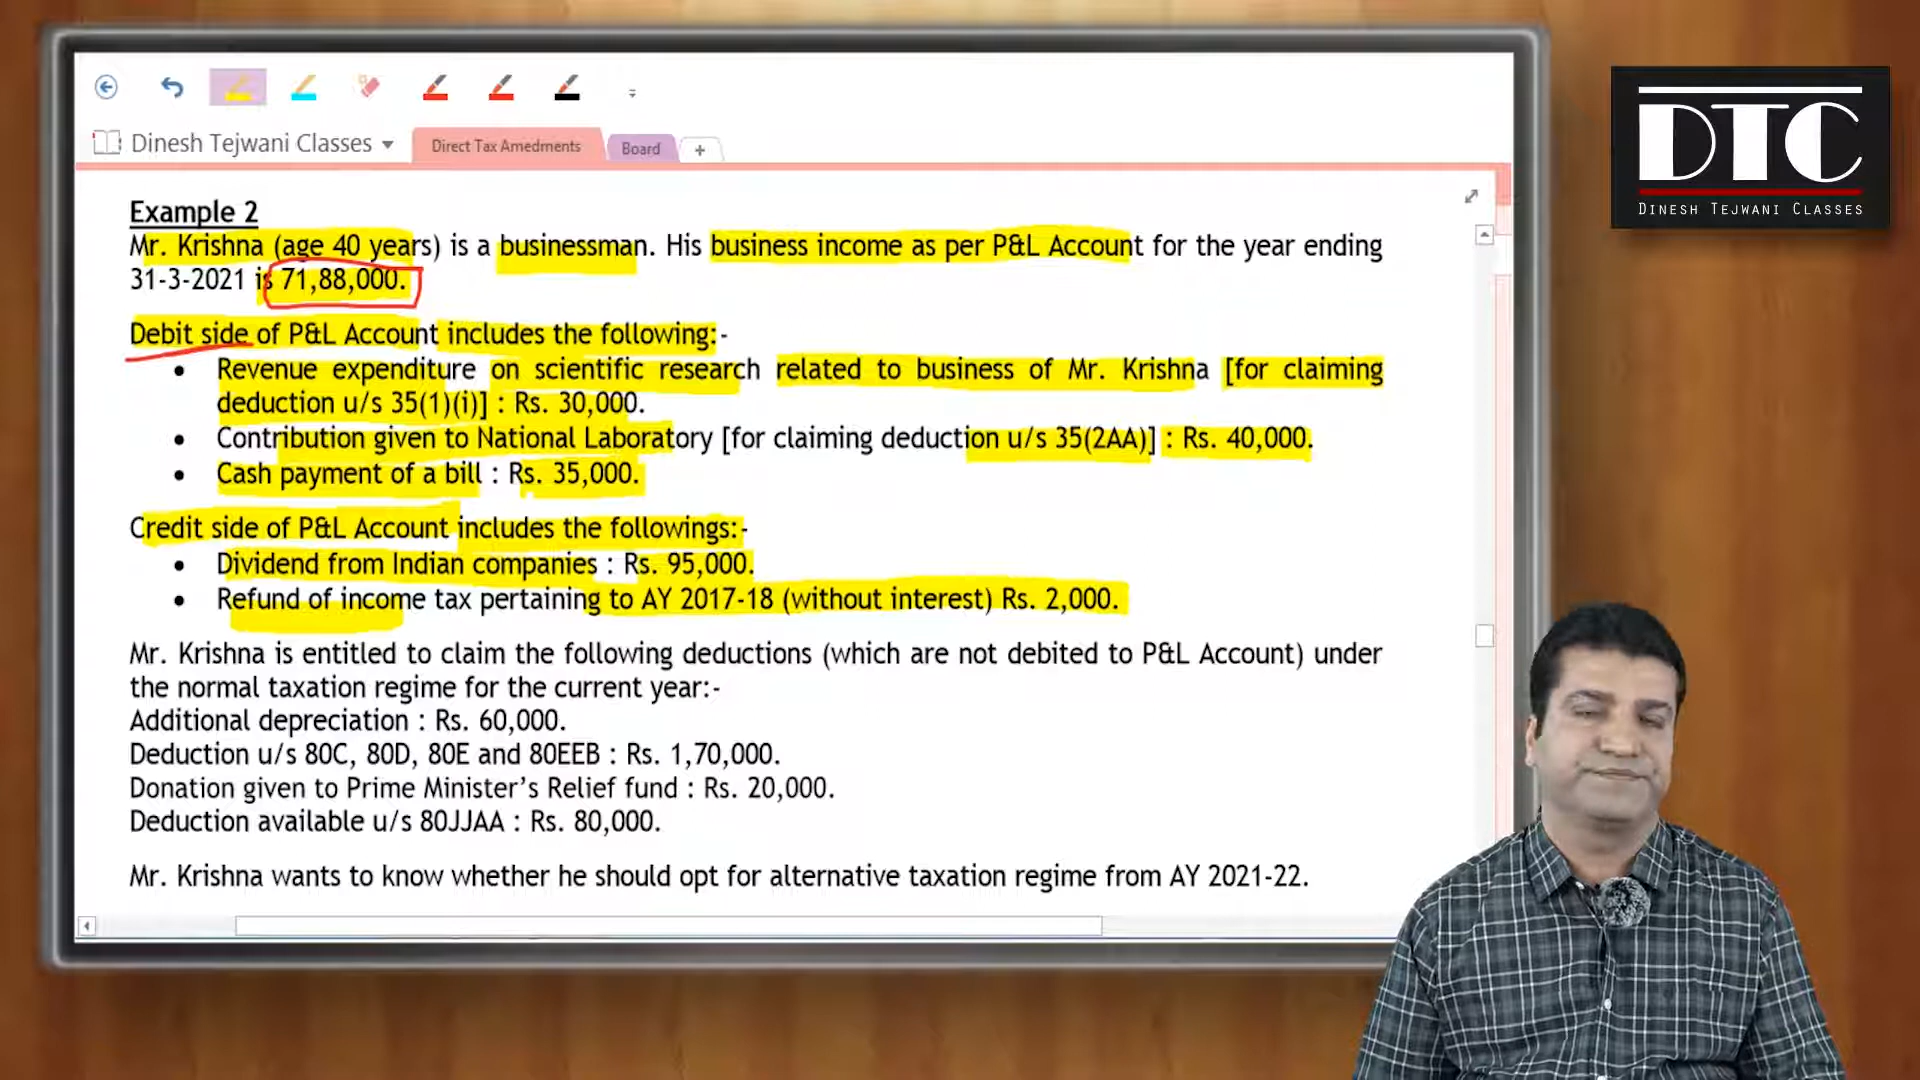 DTC
DINESH TEJWANI CLASSES
Dinesh Tejwani Classes
Direct Tax Amedments
Board
+
Example 2
Mr. Krishna (age 40 years) is a businessman. His business income as per P&L Account for the year ending
31-3-2021 is 71,88,000.
Debit side of P&L Account includes the following:-
• Revenue expenditure on scientific research related to business of Mr. Krishna [for claiming
deduction u/s 35(1)(i)] : Rs. 30,000.
• Contribution given to National Laboratory [for claiming deduction u/s 35(2AA)] : Rs. 40,000.
• Cash payment of a bill : Rs. 35,000.
Credit side of P&L Account includes the followings:-
• Dividend from Indian companies : Rs. 95,000.
• Refund of income tax pertaining to AY 2017-18 (without interest) Rs. 2,000.
Mr. Krishna is entitled to claim the following deductions (which are not debited to P&L Account) under
the normal taxation regime for the current year:-
Additional depreciation : Rs. 60,000.
Deduction u/s 80C, 80D, 80E and 80EEB : Rs. 1,70,000.
Donation given to Prime Minister's Relief fund : Rs. 20,000.
Deduction available u/s 80JJAA : Rs. 80,000.
Mr. Krishna wants to know whether he should opt for alternative taxation regime from AY 2021-22.